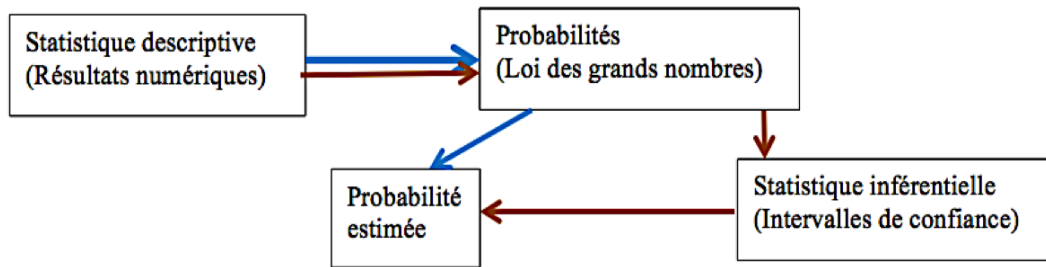 Statistique descriptive
(Résultats numériques)
Probabilités
(Loi des grands nombres)
Probabilité
estimée
Statistique inférentielle
(Intervalles de confiance)